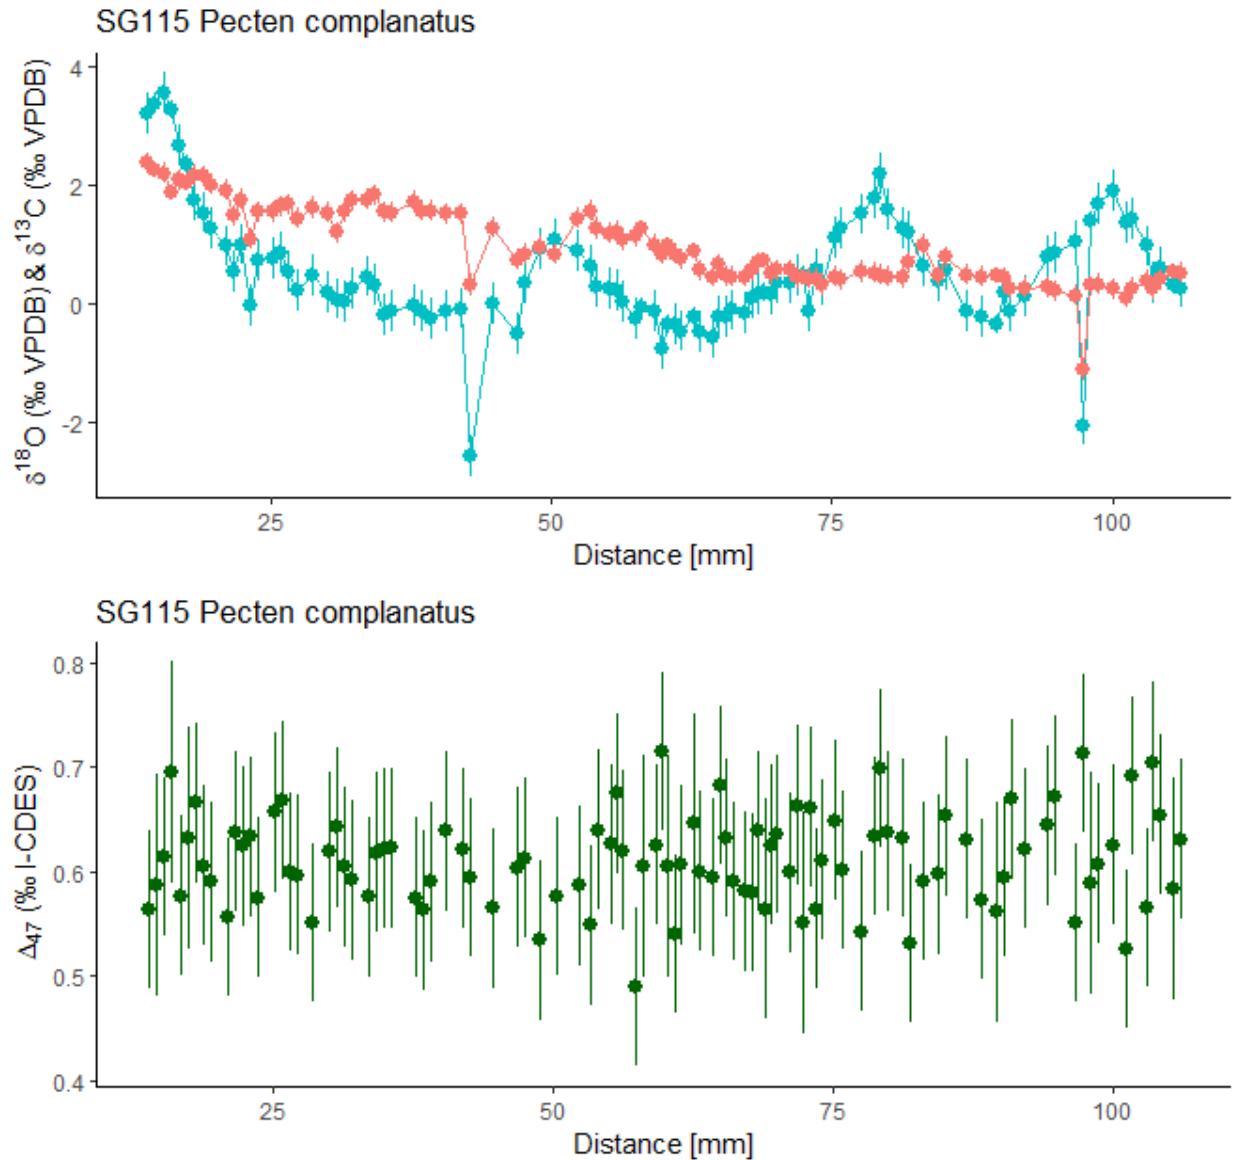 SG115 Pecten complanatus
δ18O (‰ VPDB) & δ13C (‰ VPDB)
4
2
0
-2
25 50 75 100
Distance [mm]
SG115 Pecten complanatus
Δ47 (‰ I-CDES)
0.8
0.7
0.6
0.5
0.4
25 50 75 100
Distance [mm]